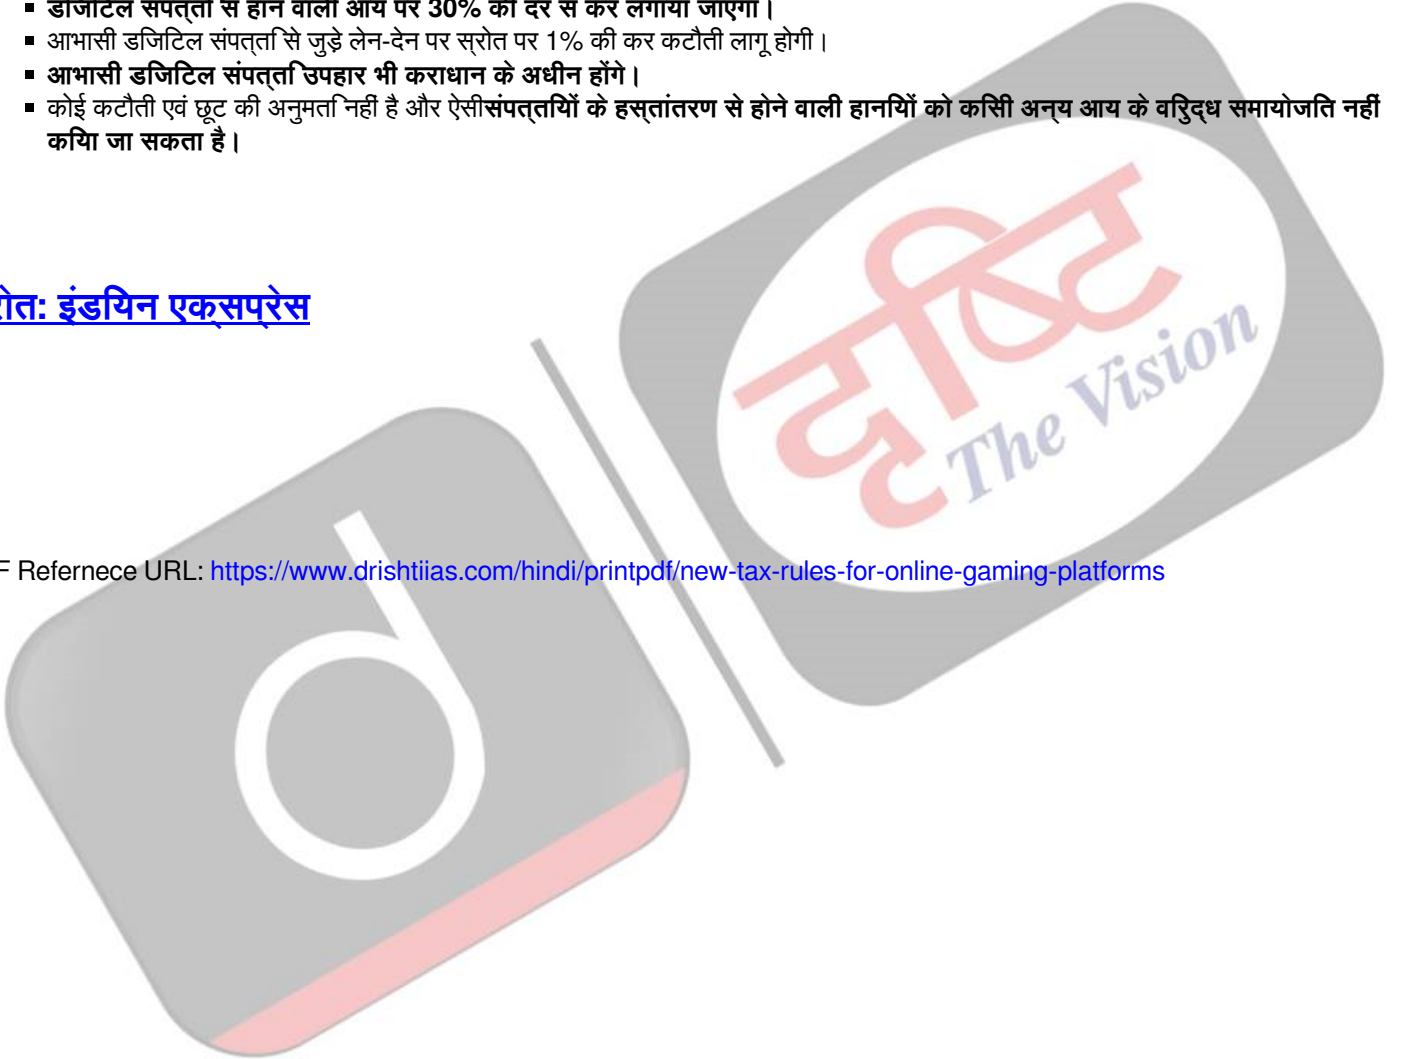 ▪ डिजिटल संपत्ती से होने वाली आय पर 30% की दर से कर लगाया जाएगा।
▪ आभासी डिजिटल संपत्ति से जुड़े लेन-देन पर स्रोत पर 1% की कर कटौती लागू होगी।
▪ आभासी डिजिटल संपत्ति उपहार भी कराधान के अधीन होंगे।
▪ कोई कटौती एवं छूट की अनुमति नहीं है और ऐसी संपत्तियों के हस्तांतरण से होने वाली हानियों को किसी अन्य आय के विरुद्ध समायोजित नहीं
किया जा सकता है।
रोत: इंडियन एक्सप्रेस
दृष्टि
The Vision
d
F Refernece URL: https://www.drishtiias.com/hindi/printpdf/new-tax-rules-for-online-gaming-platforms